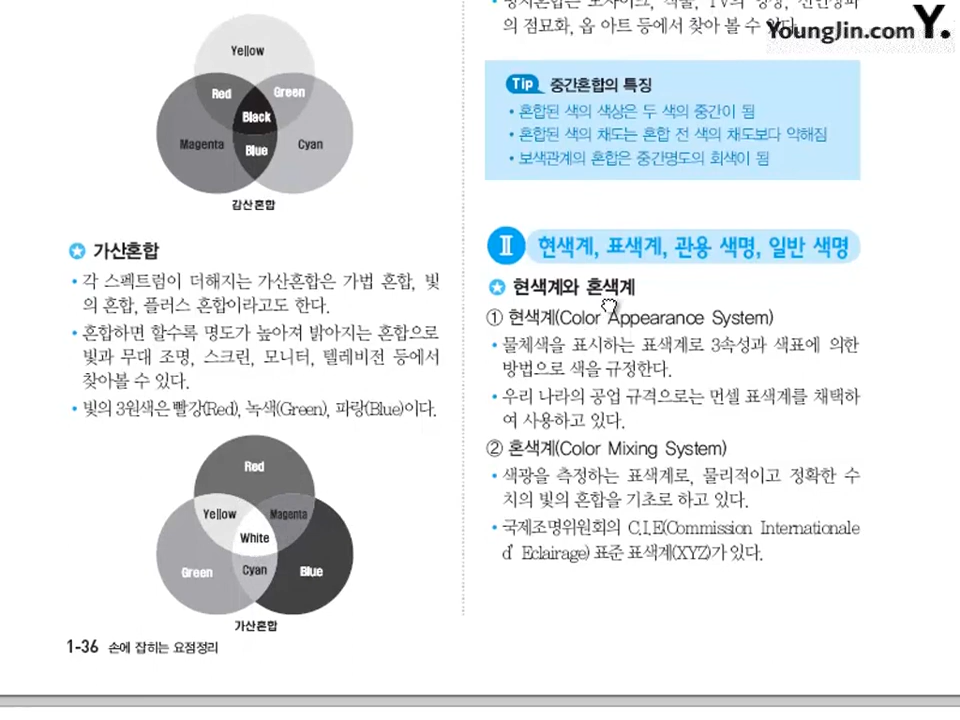 Yellow
Red
Green
Black
Magenta
Blue
Cyan
감산혼합
가산혼합
• 각 스펙트럼이 더해지는 가산혼합은 가법 혼합, 빛
의 혼합, 플러스 혼합이라고도 한다.
• 혼합하면 할수록 명도가 높아져 밝아지는 혼합으로
빛과 무대 조명, 스크린, 모니터, 텔레비전 등에서
찾아볼 수 있다.
• 빛의 3원색은 빨강(Red), 녹색(Green), 파랑(Blue)이다.
Red
Yellow
Magenta
White
Green
Cyan
Blue
가산혼합
1-36 손에 잡히는 요점정리
의 점묘화, 옵 아트 등에서 찾아 볼 수 있다.
YoungJin.com Y.
Tip 중간혼합의 특징
• 혼합된 색의 색상은 두 색의 중간이 됨
• 혼합된 색의 채도는 혼합 전 색의 채도보다 약해짐
• 보색관계의 혼합은 중간명도의 회색이 됨
Ⅱ 현색계, 표색계, 관용 색명, 일반 색명
현색계와 혼색계
① 현색계(Color Appearance System)
• 물체색을 표시하는 표색계로 3속성과 색표에 의한
방법으로 색을 규정한다.
• 우리 나라의 공업 규격으로는 먼셀 표색계를 채택하
여 사용하고 있다.
② 혼색계(Color Mixing System)
• 색광을 측정하는 표색계로, 물리적이고 정확한 수
치의 빛의 혼합을 기초로 하고 있다.
• 국제조명위원회의 C.I.E(Commission Internationale
d' Eclairage) 표준 표색계(XYZ)가 있다.